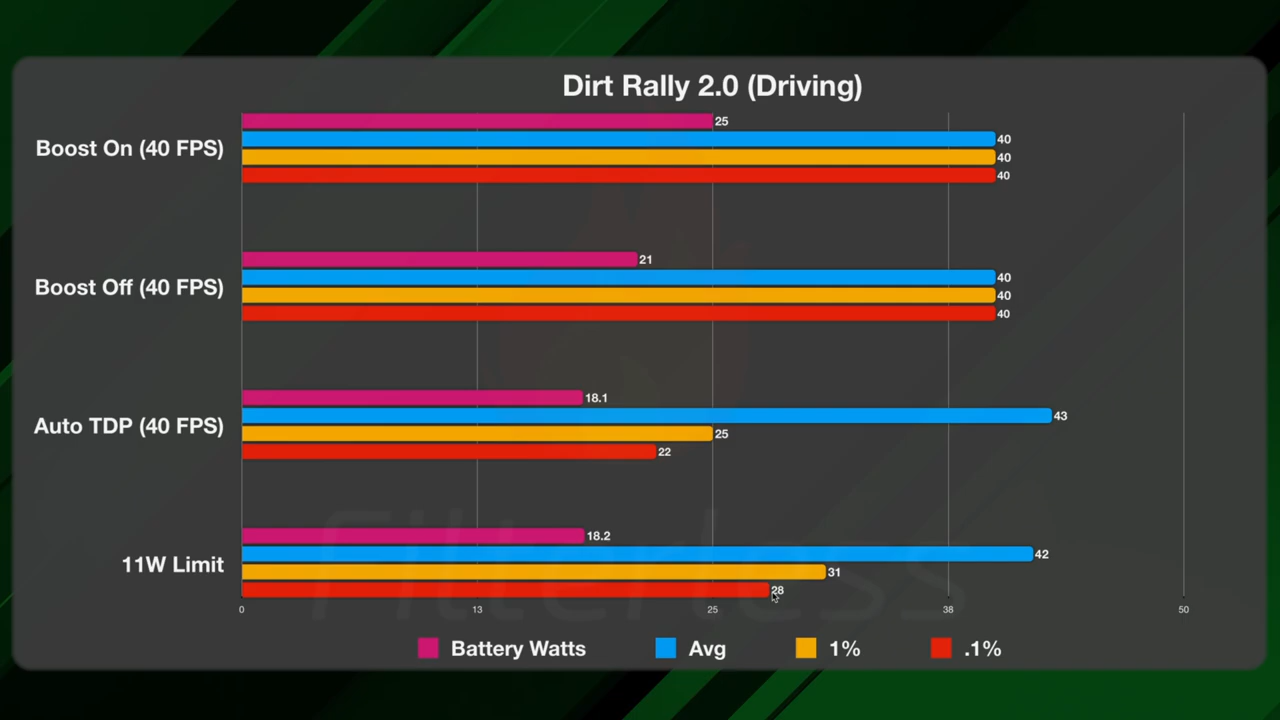 Dirt Rally 2.0 (Driving)
Boost On (40 FPS)
25
40
40
40
Boost Off (40 FPS)
21
40
40
40
Auto TDP (40 FPS)
18.1
43
25
22
11W Limit
18.2
42
31
28
0 13 25 38 50
Battery Watts Avg 1% .1%
Filterless